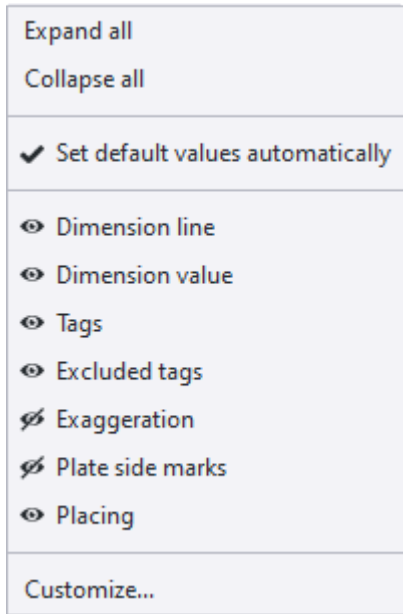 Expand all
Collapse all
Set default values automatically
Dimension line
Dimension value
Tags
Excluded tags
Exaggeration
Plate side marks
Placing
Customize...